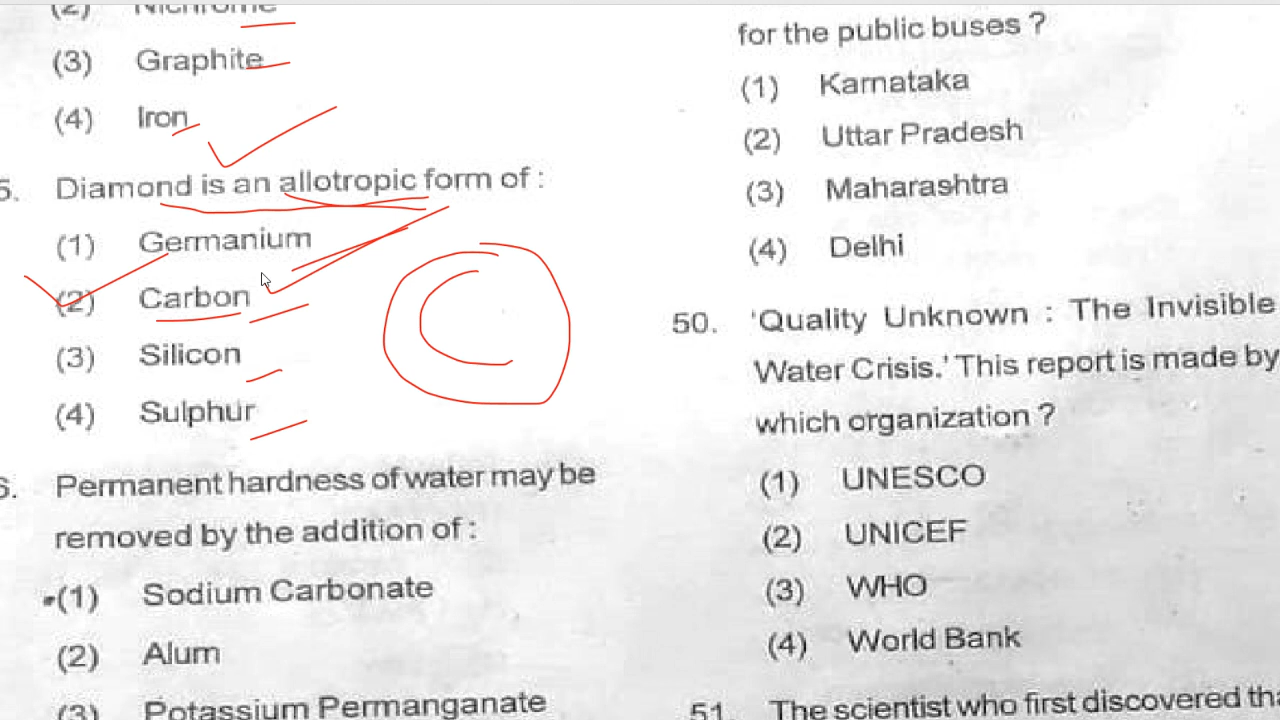 (2) Nichrome
(3) Graphite
(4) Iron
5. Diamond is an allotropic form of :
(1) Germanium
(2) Carbon
(3) Silicon
(4) Sulphur
6. Permanent hardness of water may be
removed by the addition of :
(1) Sodium Carbonate
(2) Alum
(3) Potassium Permanganate
for the public buses ?
(1) Karnataka
(2) Uttar Pradesh
(3) Maharashtra
(4) Delhi
50. 'Quality Unknown : The Invisible
Water Crisis.' This report is made by
which organization ?
(1) UNESCO
(2) UNICEF
(3) WHO
(4) World Bank
51. The scientist who first discovered
C